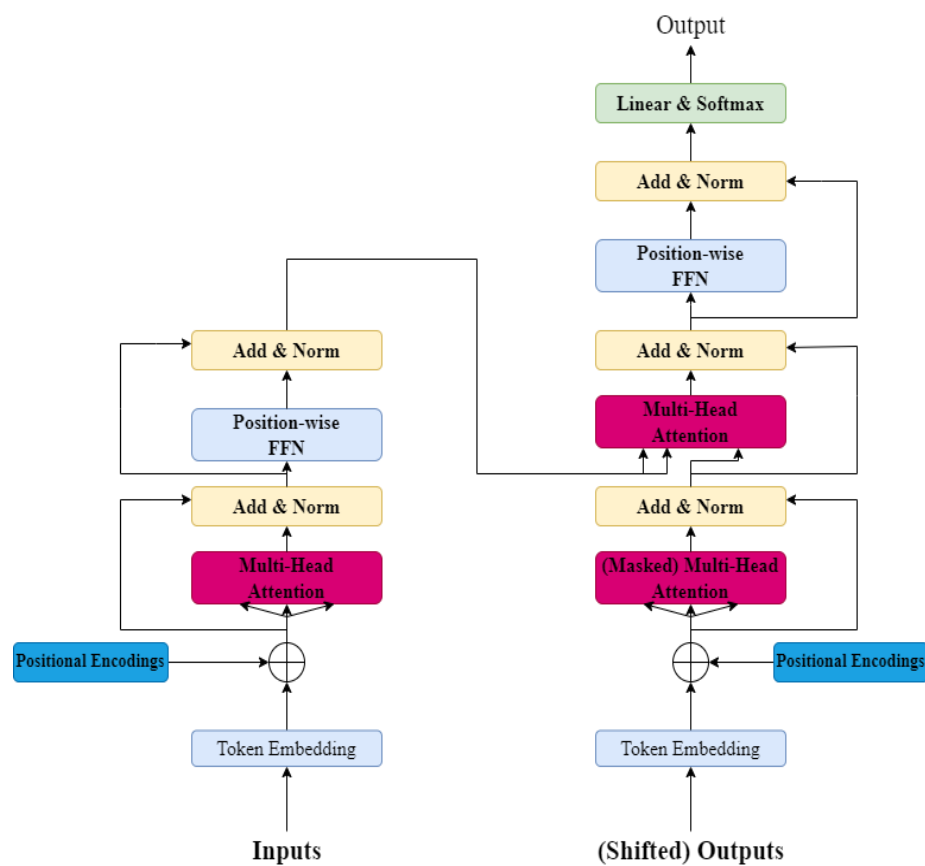 Output
Linear & Softmax
Add & Norm
Position-wise
FFN
Add & Norm
Multi-Head
Attention
Add & Norm
(Masked) Multi-Head
Attention
Positional Encodings
Token Embedding
(Shifted) Outputs
Add & Norm
Position-wise
FFN
Add & Norm
Multi-Head
Attention
Positional Encodings
Token Embedding
Inputs